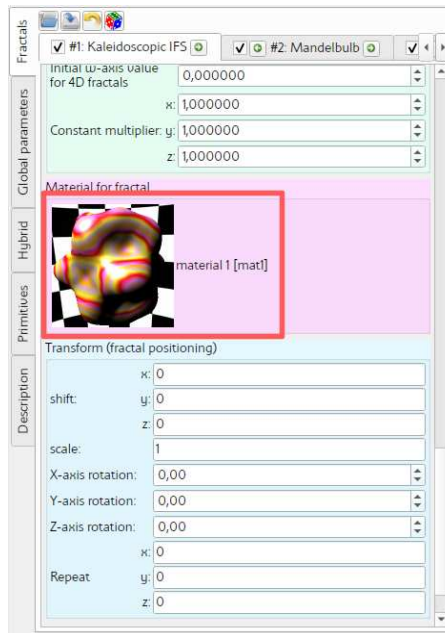 Fractals
Global parameters
Hybrid
Primitives
Description
#1: Kaleidoscopic IFS
#2: Mandelbulb
Initial w-axis value
for 4D fractals
0,000000
x: 1,000000
Constant multiplier: y: 1,000000
z: 1,000000
Material for fractal
material 1 [mat1]
Transform (fractal positioning)
x: 0
shift: y: 0
z: 0
scale: 1
X-axis rotation: 0,00
Y-axis rotation: 0,00
Z-axis rotation: 0,00
x: 0
Repeat y: 0
z: 0